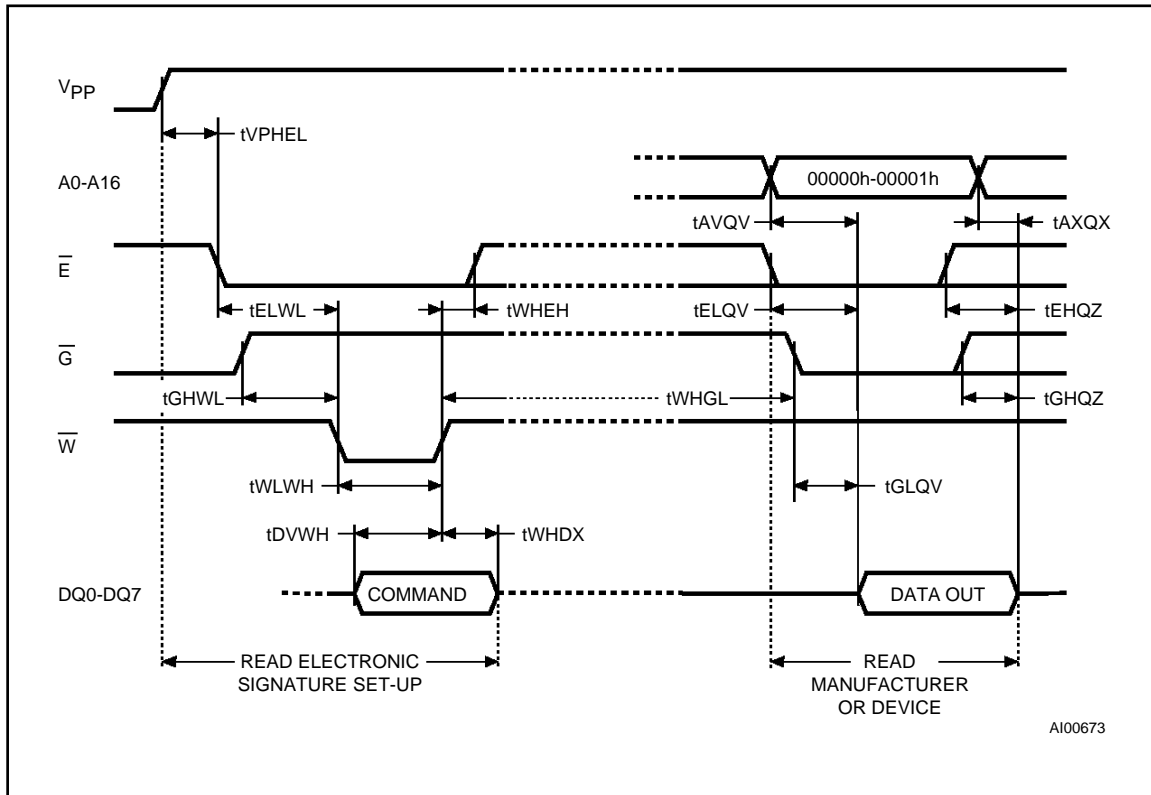 VPP
tVPHEL
A0-A16
00000h-00001h
tAVQV
tAXQX
E
tELWL
tWHEH
tELQV
tEHQZ
G
tGHWL
tWHGL
tGHQZ
W
tWLWH
tGLQV
tDVWH
tWHDX
DQ0-DQ7
COMMAND
DATA OUT
READ ELECTRONIC
SIGNATURE SET-UP
READ
MANUFACTURER
OR DEVICE
AI00673